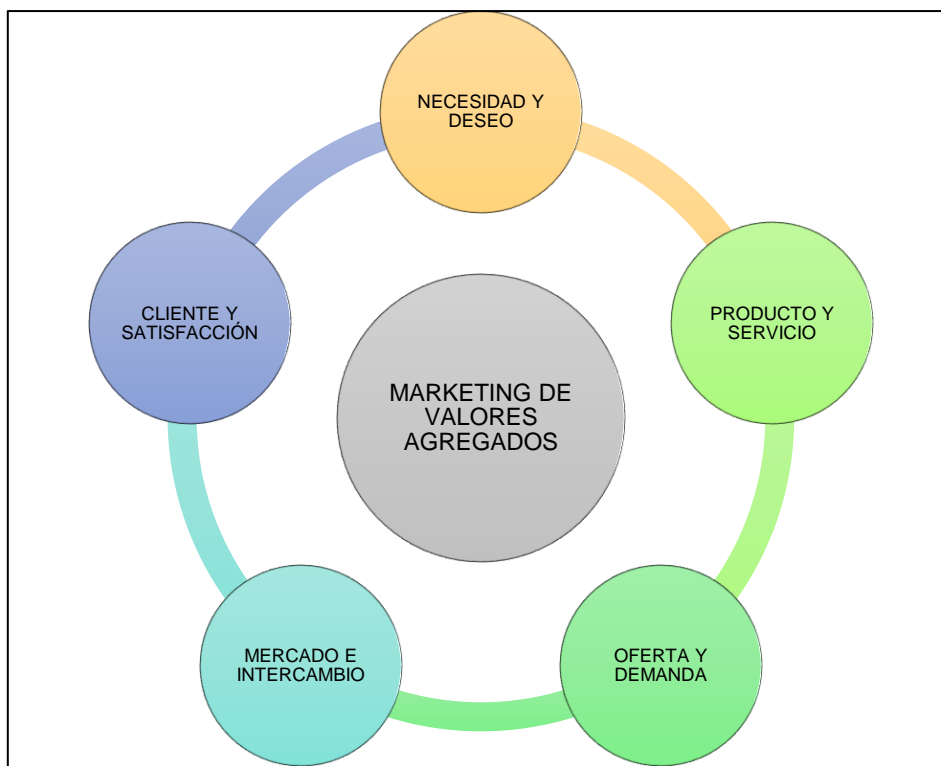 NECESIDAD Y
DESEO
PRODUCTO Y
SERVICIO
OFERTA Y
DEMANDA
MERCADO E
INTERCAMBIO
CLIENTE Y
SATISFACCIÓN
MARKETING DE
VALORES
AGREGADOS